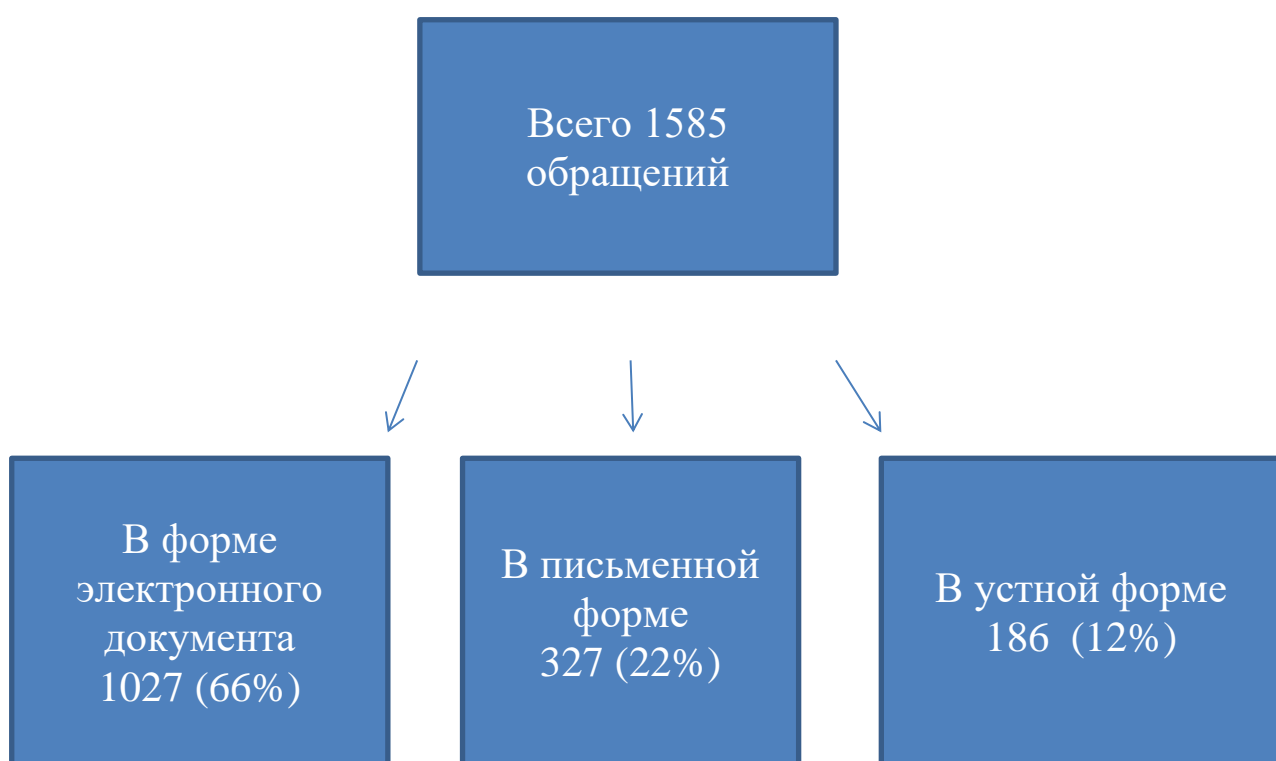 Всего 1585
обращений
В форме
электронного
документа
1027 (66%)
В письменной
форме
327 (22%)
В устной форме
186 (12%)